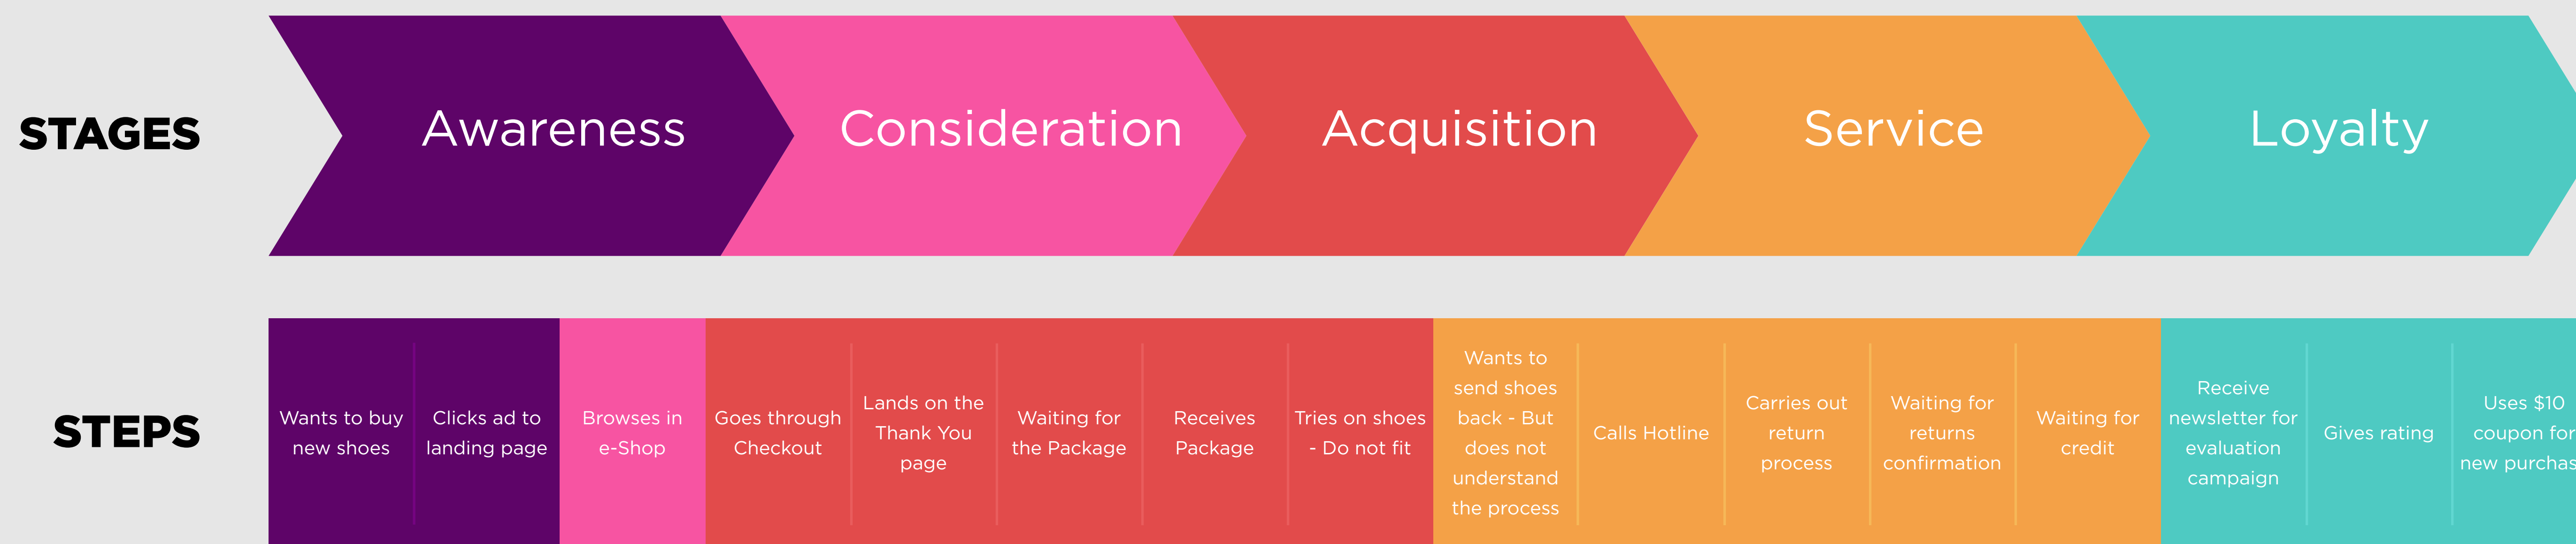 STAGES
Awareness
Consideration
Acquisition
Service
Loyalty
STEPS
Wants to buy
new shoes
Clicks ad to
landing page
Browses in
e-Shop
Goes through
Checkout
Lands on the
Thank You
page
Waiting for
the Package
Receives
Package
Tries on shoes
- Do not fit
Wants to
send shoes
back - But
does not
understand
the process
Calls Hotline
Carries out
return
process
Waiting for
returns
confirmation
Waiting for
credit
Receive
newsletter for
evaluation
campaign
Gives rating
Uses $10
coupon for
new purchas